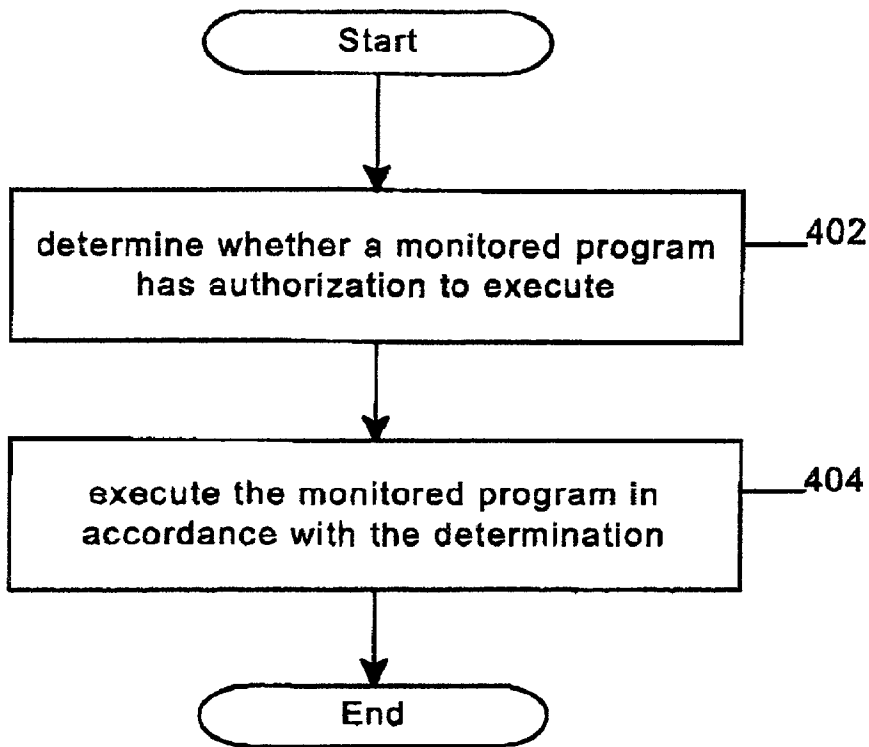 Start
determine whether a monitored program
has authorization to execute
402
execute the monitored program in
accordance with the determination
404
End